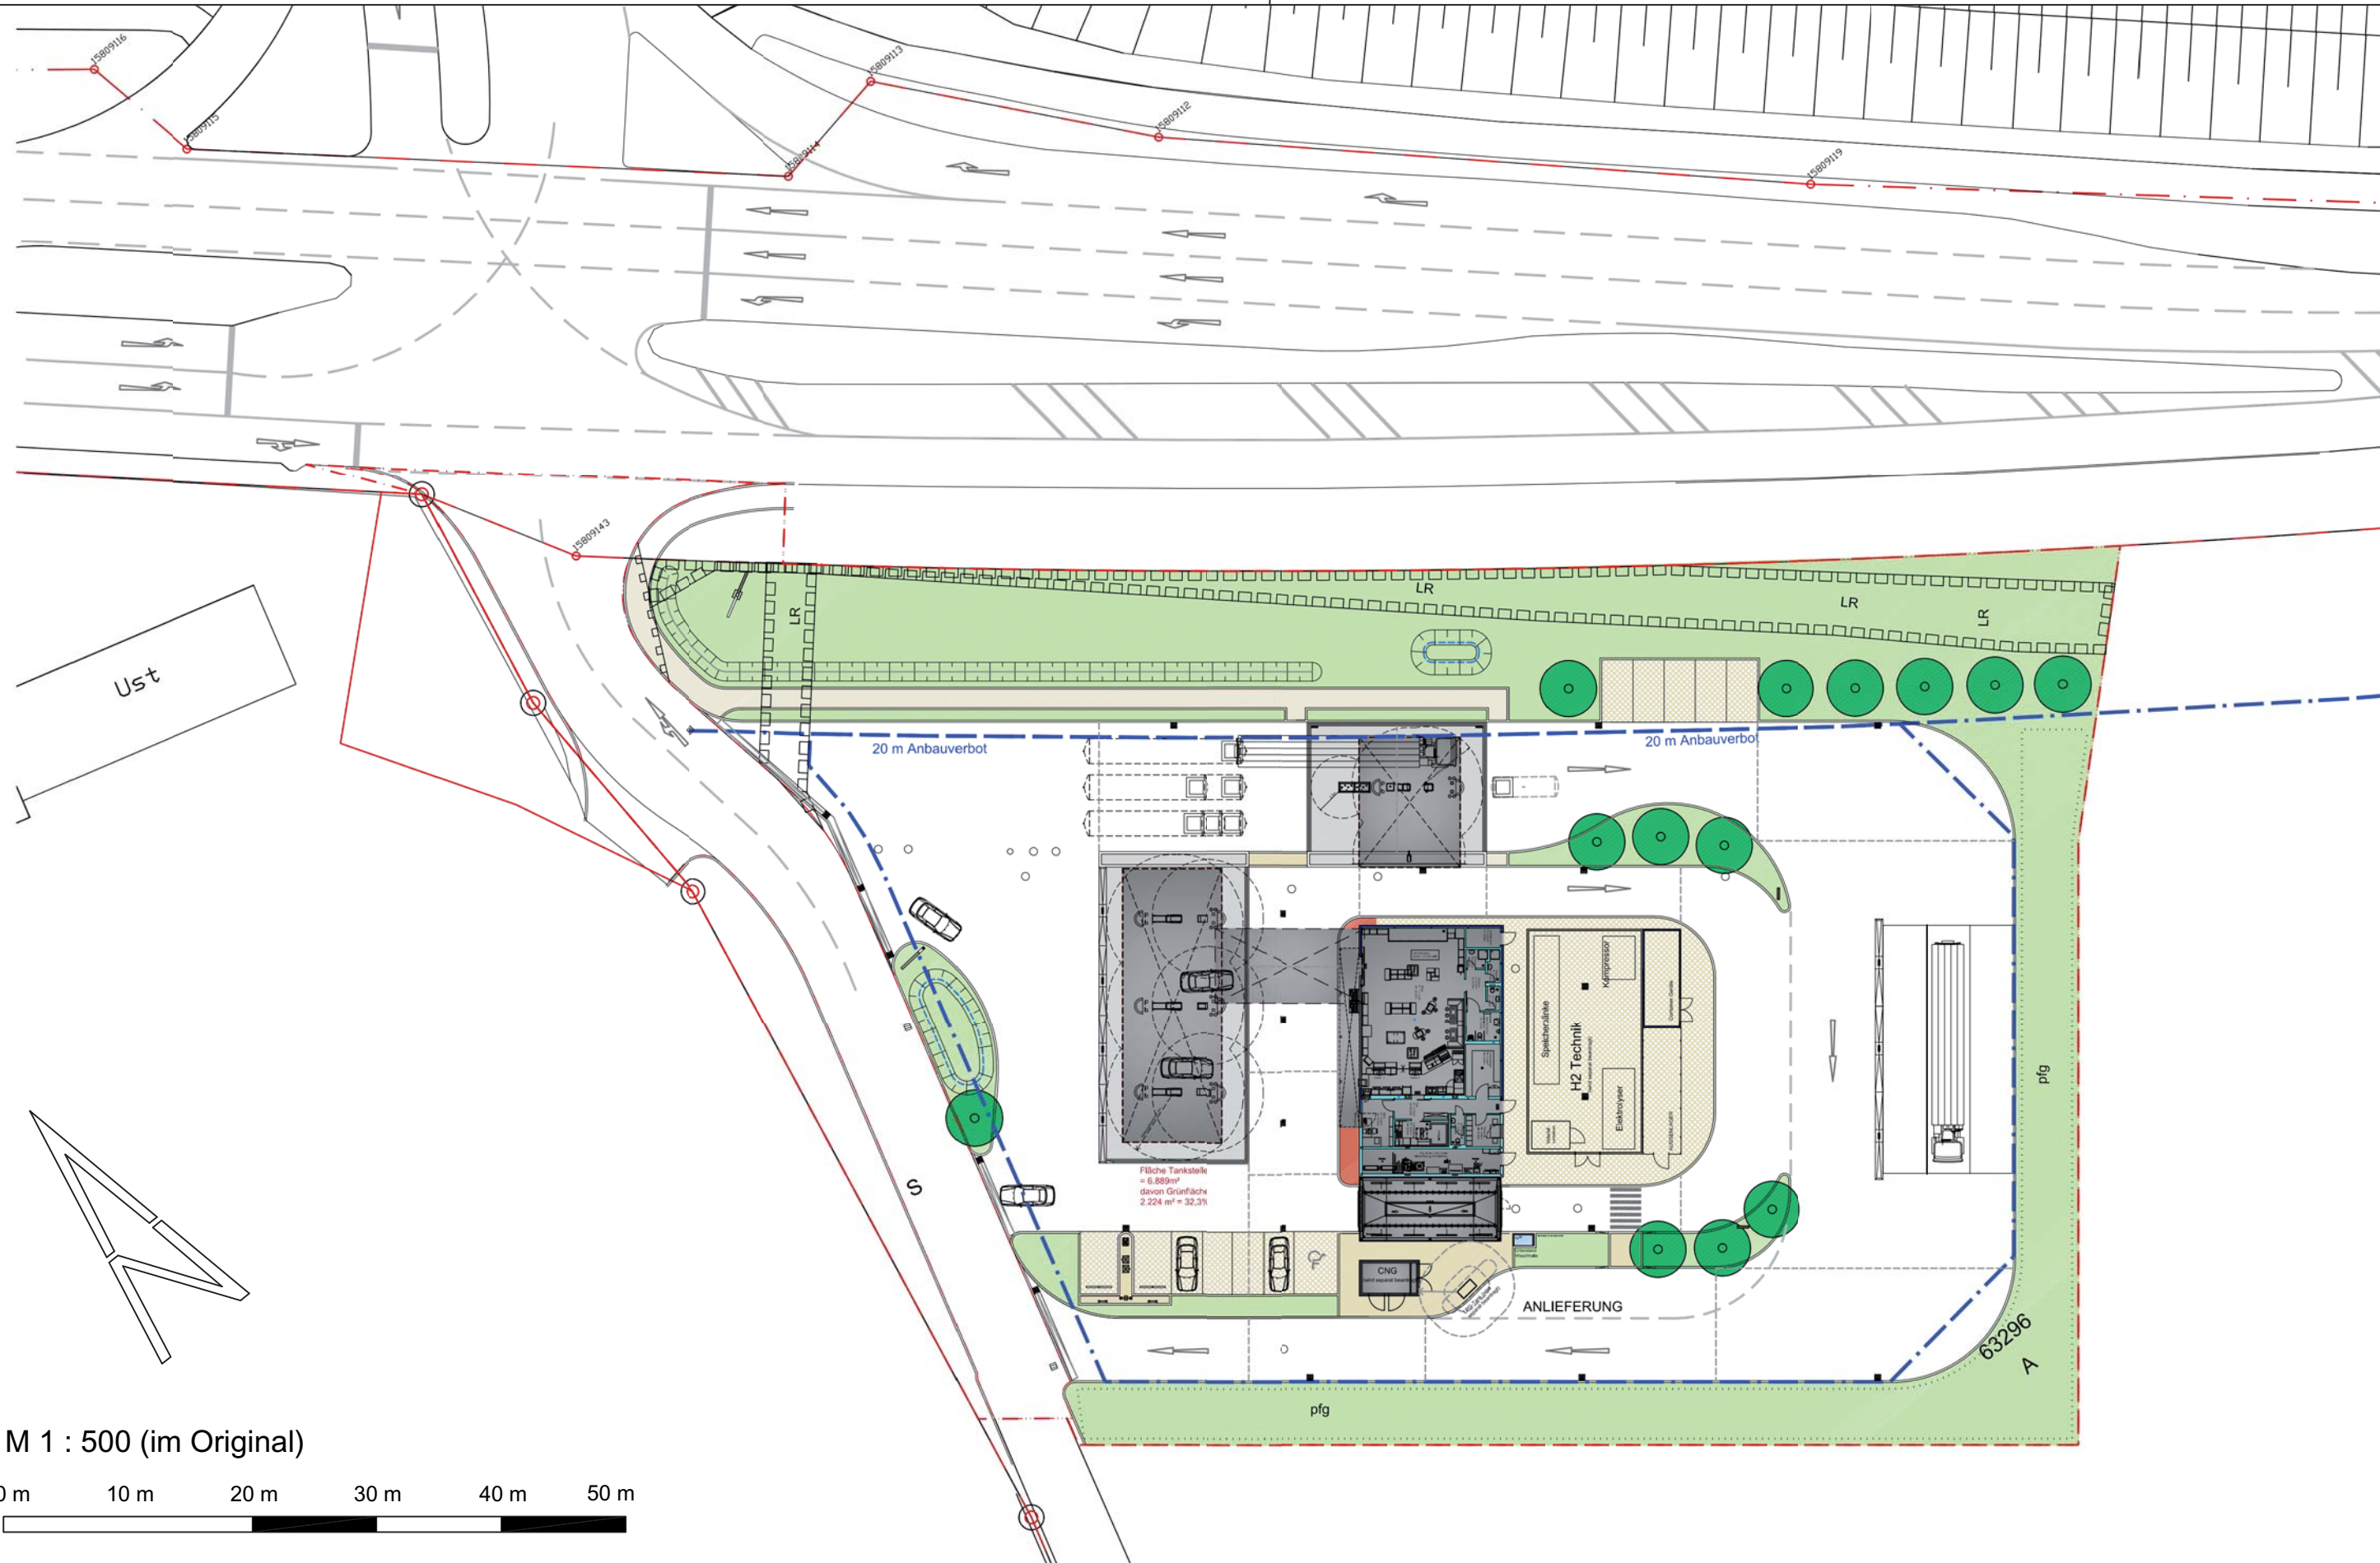 15809116
15809115
15809113
15809114
15809112
15809119
15809143
LR
LR
LR
LR
Ust
20 m Anbauverbot
20 m Anbauverbot
Kompressor
Speicherbänke
H2 Technik
Elektrolyser
pfg
Fläche Tankstelle
= 6.889m²
davon Grünfläche
2.224 m² = 32,3%
S
CNG
ANLIEFERUNG
63296
A
pfg
M 1 : 500 (im Original)
0 m 10 m 20 m 30 m 40 m 50 m